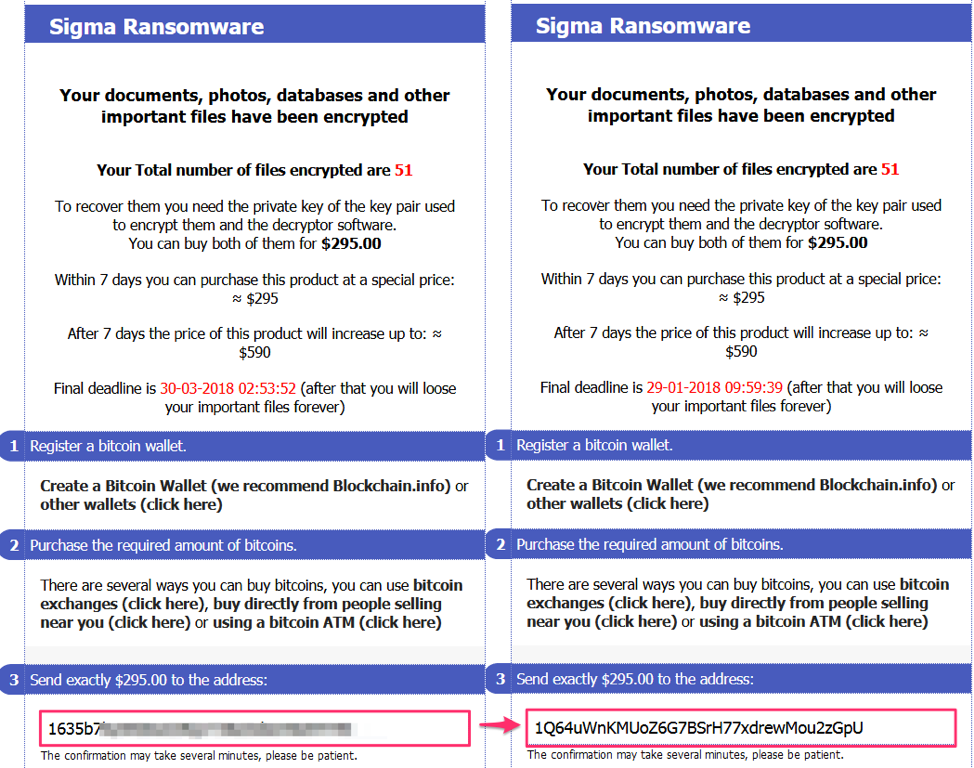 Sigma Ransomware
Your documents, photos, databases and other
important files have been encrypted
Your Total number of files encrypted are 51
To recover them you need the private key of the key pair used
to encrypt them and the decryptor software.
You can buy both of them for $295.00
Within 7 days you can purchase this product at a special price:
≈ $295
After 7 days the price of this product will increase up to: ≈
$590
Final deadline is 30-03-2018 02:53:52 (after that you will loose
your important files forever)
1 Register a bitcoin wallet.
Create a Bitcoin Wallet (we recommend Blockchain.info) or
other wallets (click here)
2 Purchase the required amount of bitcoins.
There are several ways you can buy bitcoins, you can use bitcoin
exchanges (click here), buy directly from people selling
near you (click here) or using a bitcoin ATM (click here)
3 Send exactly $295.00 to the address:
1635b7
The confirmation may take several minutes, please be patient.
Sigma Ransomware
Your documents, photos, databases and other
important files have been encrypted
Your Total number of files encrypted are 51
To recover them you need the private key of the key pair used
to encrypt them and the decryptor software.
You can buy both of them for $295.00
Within 7 days you can purchase this product at a special price:
≈ $295
After 7 days the price of this product will increase up to: ≈
$590
Final deadline is 29-01-2018 09:59:39 (after that you will loose
your important files forever)
1 Register a bitcoin wallet.
Create a Bitcoin Wallet (we recommend Blockchain.info) or
other wallets (click here)
2 Purchase the required amount of bitcoins.
There are several ways you can buy bitcoins, you can use bitcoin
exchanges (click here), buy directly from people selling
near you (click here) or using a bitcoin ATM (click here)
3 Send exactly $295.00 to the address:
1Q64uWnKMUoZ6G7BSrH77xdrewMou2zGpU
The confirmation may take several minutes, please be patient.